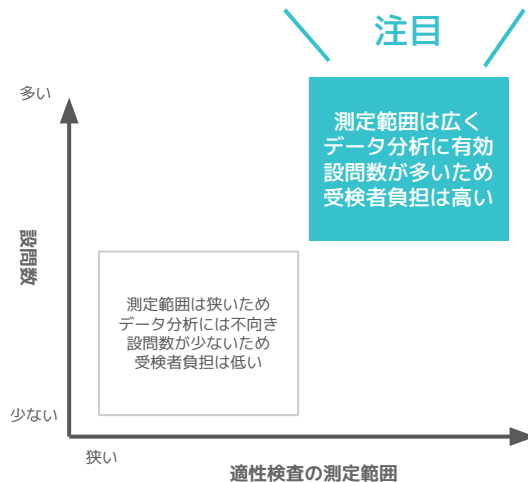 注目
多い
測定範囲は広く
データ分析に有効
設問数が多いため
受検者負担は高い
設問数
測定範囲は狭いため
データ分析には不向き
設問数が少ないため
受検者負担は低い
少ない
狭い
適性検査の測定範囲